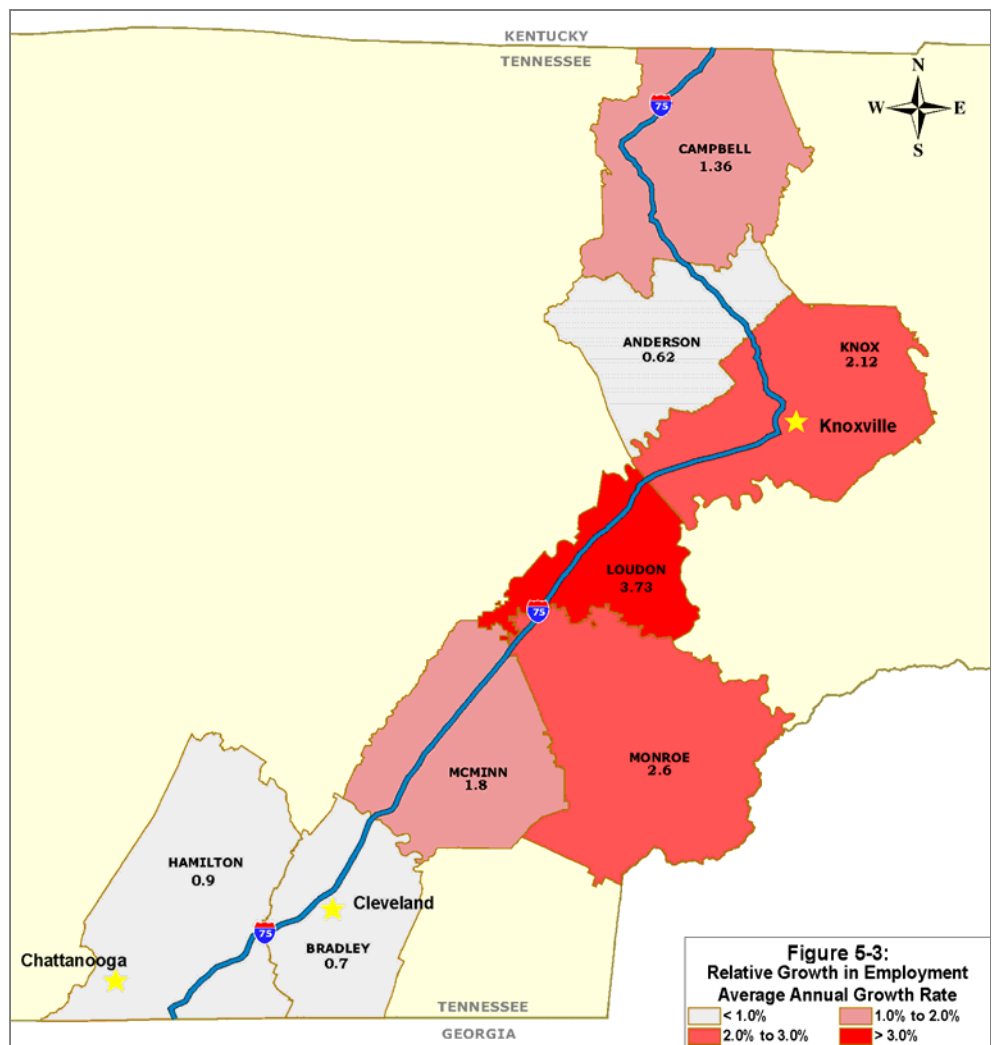 KENTUCKY
TENNESSEE
N
W E
S
75
CAMPBELL
1.36
ANDERSON
0.62
KNOX
2.12
Knoxville
LOUDON
3.73
75
MONROE
2.6
MCMINN
1.8
HAMILTON
0.9
Cleveland
75
BRADLEY
0.7
Chattanooga
TENNESSEE
GEORGIA
Figure 5-3:
Relative Growth in Employment
Average Annual Growth Rate
< 1.0% 1.0% to 2.0%
2.0% to 3.0% > 3.0%